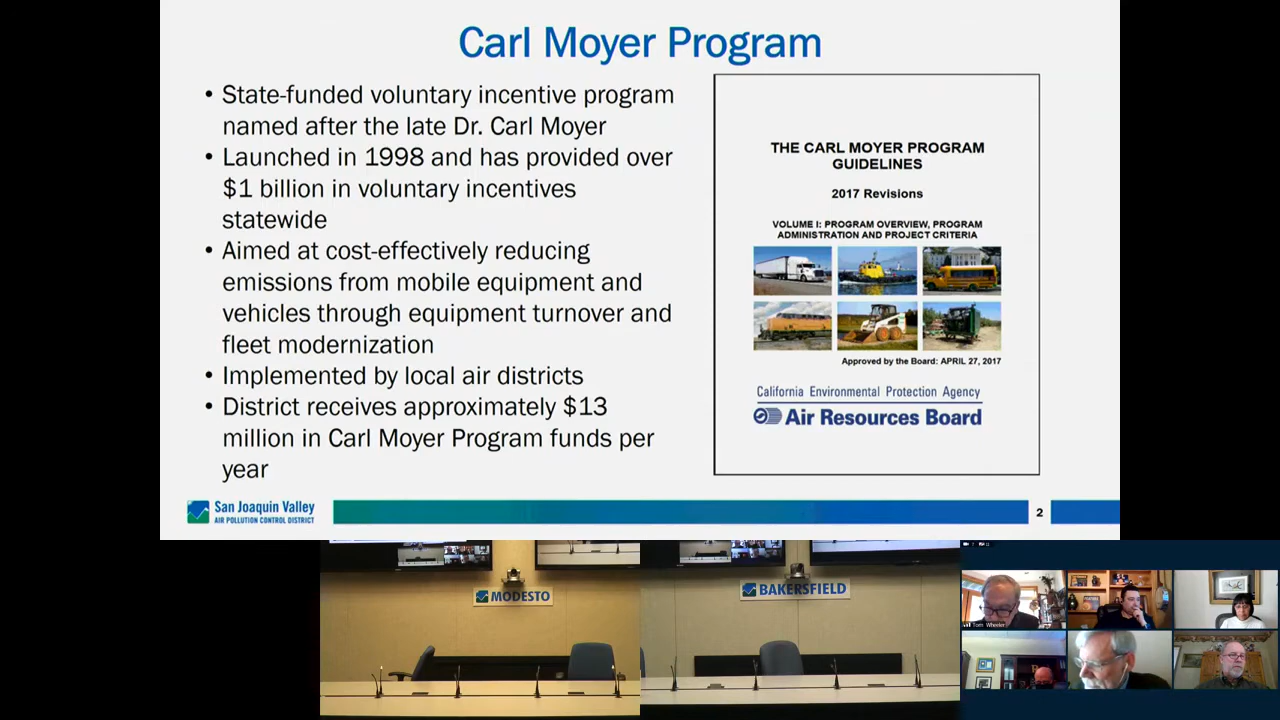 Carl Moyer Program
• State-funded voluntary incentive program
named after the late Dr. Carl Moyer
• Launched in 1998 and has provided over
$1 billion in voluntary incentives
statewide
• Aimed at cost-effectively reducing
emissions from mobile equipment and
vehicles through equipment turnover and
fleet modernization
• Implemented by local air districts
• District receives approximately $13
million in Carl Moyer Program funds per
year
THE CARL MOYER PROGRAM
GUIDELINES
2017 Revisions
VOLUME I: PROGRAM OVERVIEW, PROGRAM
ADMINISTRATION AND PROJECT CRITERIA
Approved by the Board: APRIL 27, 2017
California Environmental Protection Agency
Air Resources Board
San Joaquin Valley
AIR POLLUTION CONTROL DISTRICT
2
MODESTO
BAKERSFIELD
Tom Wheeler